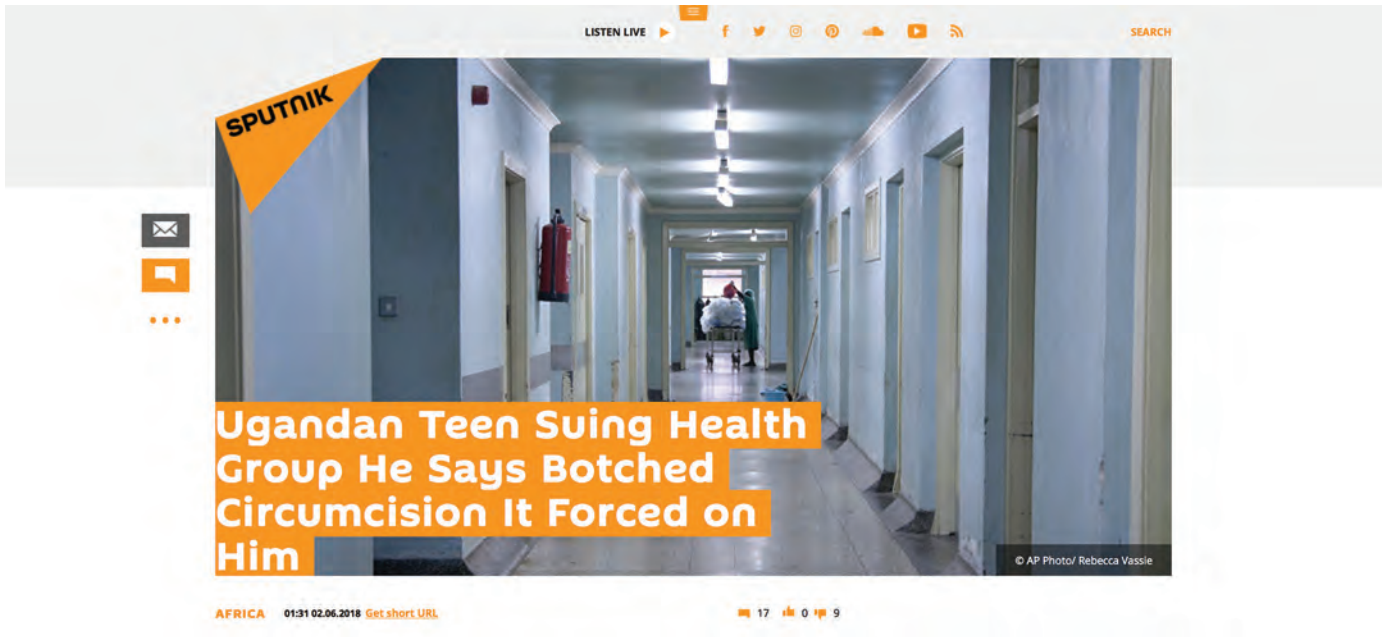 LISTEN LIVE
SEARCH
SPUTNIK
Ugandan Teen Suing Health
Group He Says Botched
Circumcision It Forced on
Him
© AP Photo/ Rebecca Vassie
AFRICA 01:31 02.06.2018 Get short URL 17 0 9